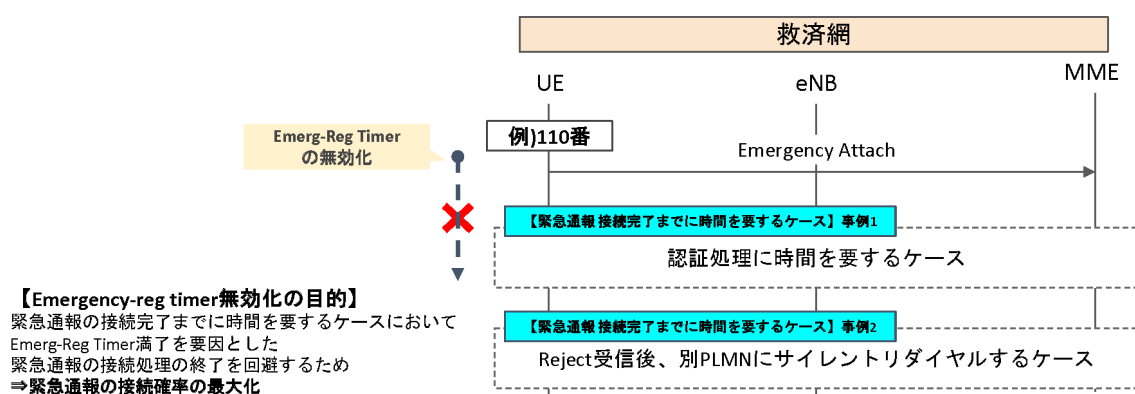 救済網
UE
eNB
MME
例)110番
Emerg-Reg Timer
の無効化
Emergency Attach
【緊急通報 接続完了までに時間を要するケース】事例1
認証処理に時間を要するケース
【Emergency-reg timer無効化の目的】
緊急通報の接続完了までに時間を要するケースにおいて
Emerg-Reg Timer満了を要因とした
緊急通報の接続処理の終了を回避するため
⇒緊急通報の接続確率の最大化
【緊急通報 接続完了までに時間を要するケース】事例2
Reject受信後、別PLMNにサイレントリダイヤルするケース